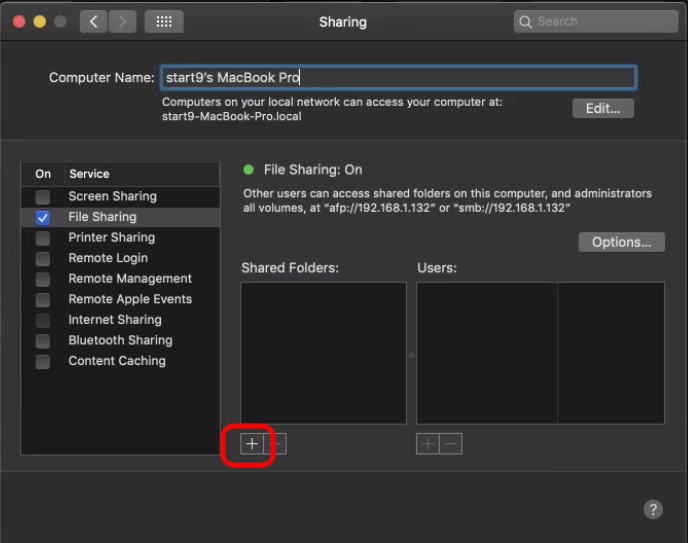 Sharing
Search
Computer Name: start9's MacBook Pro
Computers on your local network can access your computer at:
start9-MacBook-Pro.local
Edit...
On Service
Screen Sharing
File Sharing
Printer Sharing
Remote Login
Remote Management
Remote Apple Events
Internet Sharing
Bluetooth Sharing
Content Caching
File Sharing: On
Other users can access shared folders on this computer, and administrators
all volumes, at “afp://192.168.1.132” or “smb://192.168.1.132”
Options...
Shared Folders: Users:
+ − + −
?